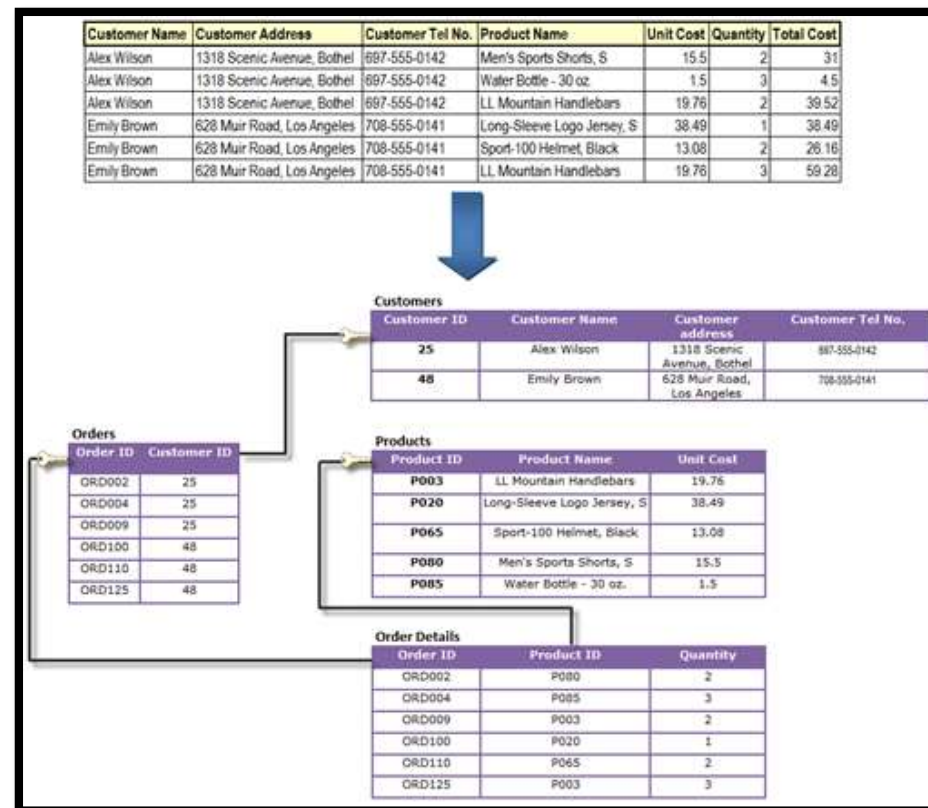 Customer Name Customer Address Customer Tel No. Product Name Unit Cost Quantity Total Cost
Alex Wilson 1318 Scenic Avenue, Bothel 697-555-0142 Men's Sports Shorts, S 15.5 2 31
Alex Wilson 1318 Scenic Avenue, Bothel 697-555-0142 Water Bottle - 30 oz 1.5 3 4.5
Alex Wilson 1318 Scenic Avenue, Bothel 697-555-0142 LL Mountain Handlebars 19.76 2 39.52
Emily Brown 628 Muir Road, Los Angeles 708-555-0141 Long-Sleeve Logo Jersey, S 38.49 1 38.49
Emily Brown 628 Muir Road, Los Angeles 708-555-0141 Sport-100 Helmet, Black 13.08 2 26.16
Emily Brown 628 Muir Road, Los Angeles 708-555-0141 LL Mountain Handlebars 19.76 3 59.28
Customers
Customer ID Customer Name Customer address Customer Tel No.
25 Alex Wilson 1318 Scenic Avenue, Bothel 697-555-0142
48 Emily Brown 628 Muir Road, Los Angeles 708-555-0141
Orders
Order ID Customer ID
ORD002 25
ORD004 25
ORD009 25
ORD100 48
ORD110 48
ORD125 48
Products
Product ID Product Name Unit Cost
P003 LL Mountain Handlebars 19.76
P020 Long-Sleeve Logo Jersey, S 38.49
P065 Sport-100 Helmet, Black 13.08
P080 Men's Sports Shorts, S 15.5
P085 Water Bottle - 30 oz. 1.5
Order Details
Order ID Product ID Quantity
ORD002 P080 2
ORD004 P085 3
ORD009 P003 2
ORD100 P020 1
ORD110 P065 2
ORD125 P003 3